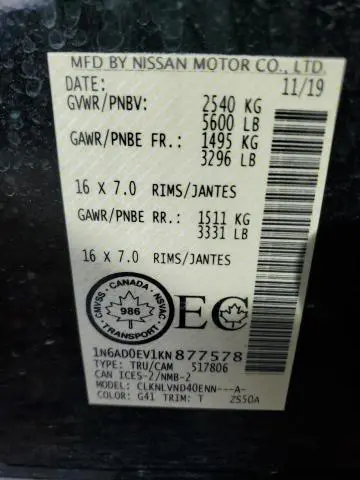 MFD BY NISSAN MOTOR CO., LTD.
DATE: 11/19
GVWR/PNBV: 2540 KG
5600 LB
GAWR/PNBE FR.: 1495 KG
3296 LB
16 X 7.0 RIMS/JANTES
GAWR/PNBE RR.: 1511 KG
3331 LB
16 X 7.0 RIMS/JANTES
CANADA
CMVSS NSVAC
986
TRANSPORT
EC
1N6AD0EV1KN877578
TYPE: TRU/CAM 517806
CAN ICES-2/NMB-2
MODEL: CLKNLVND40ENN---A-
COLOR: G41 TRIM: T 2S50A